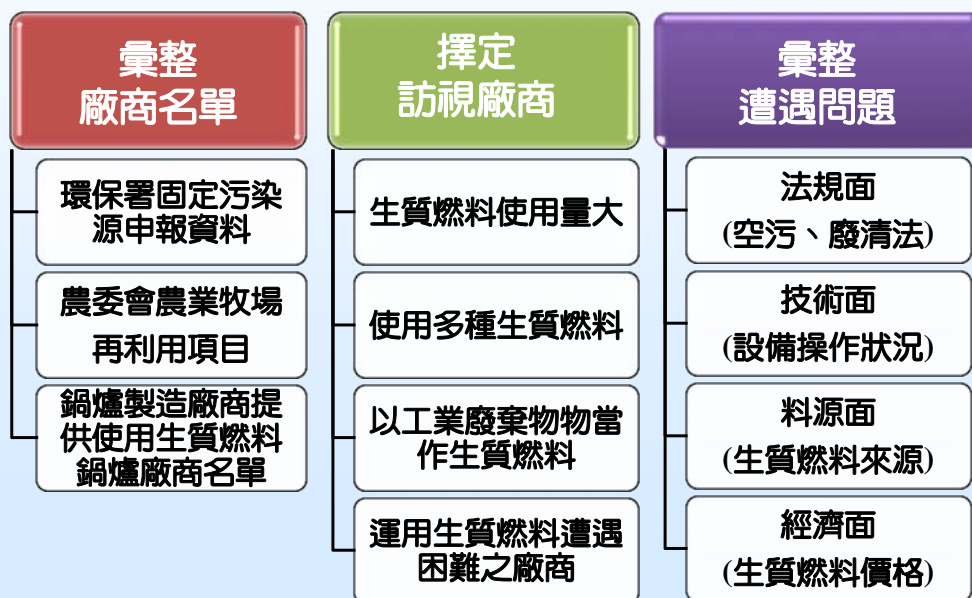 彙整
廠商名單
環保署固定污染
源申報資料
農委會農業牧場
再利用項目
鍋爐製造廠商提
供使用生質燃料
鍋爐廠商名單
擇定
訪視廠商
生質燃料使用量大
使用多種生質燃料
以工業廢棄物物當
作生質燃料
運用生質燃料遭遇
困難之廠商
彙整
遭遇問題
法規面
(空污、廢清法)
技術面
(設備操作狀況)
料源面
(生質燃料來源)
經濟面
(生質燃料價格)